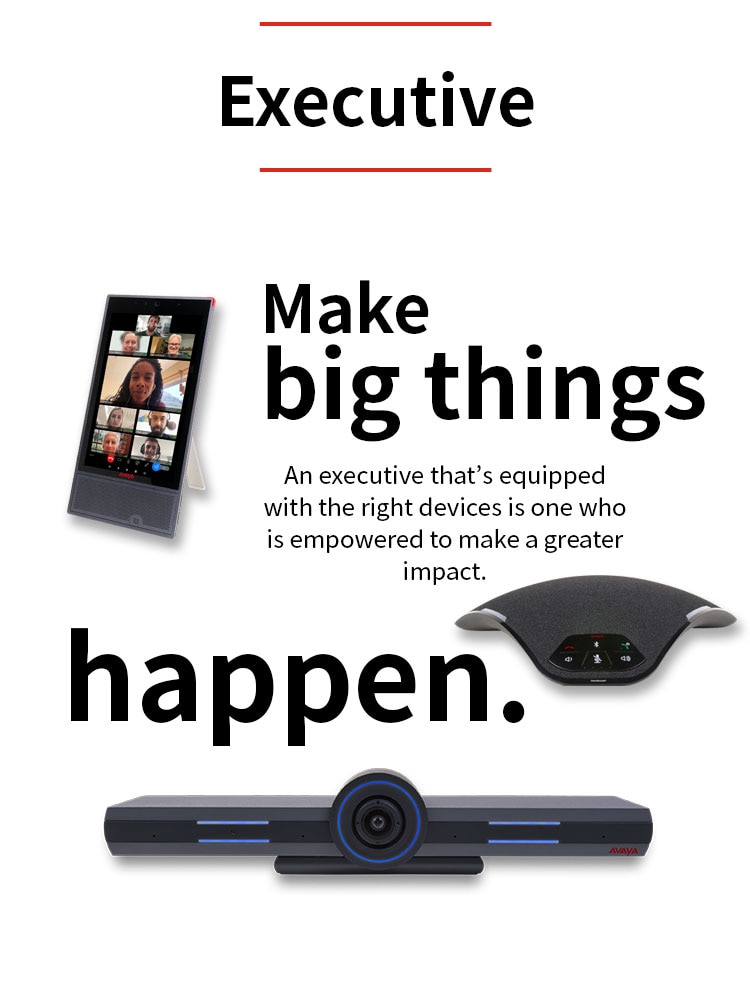 Executive
Make
big things
An executive that’s equipped
with the right devices is one who
is empowered to make a greater
impact.
happen.
AVAYA
AVAYA